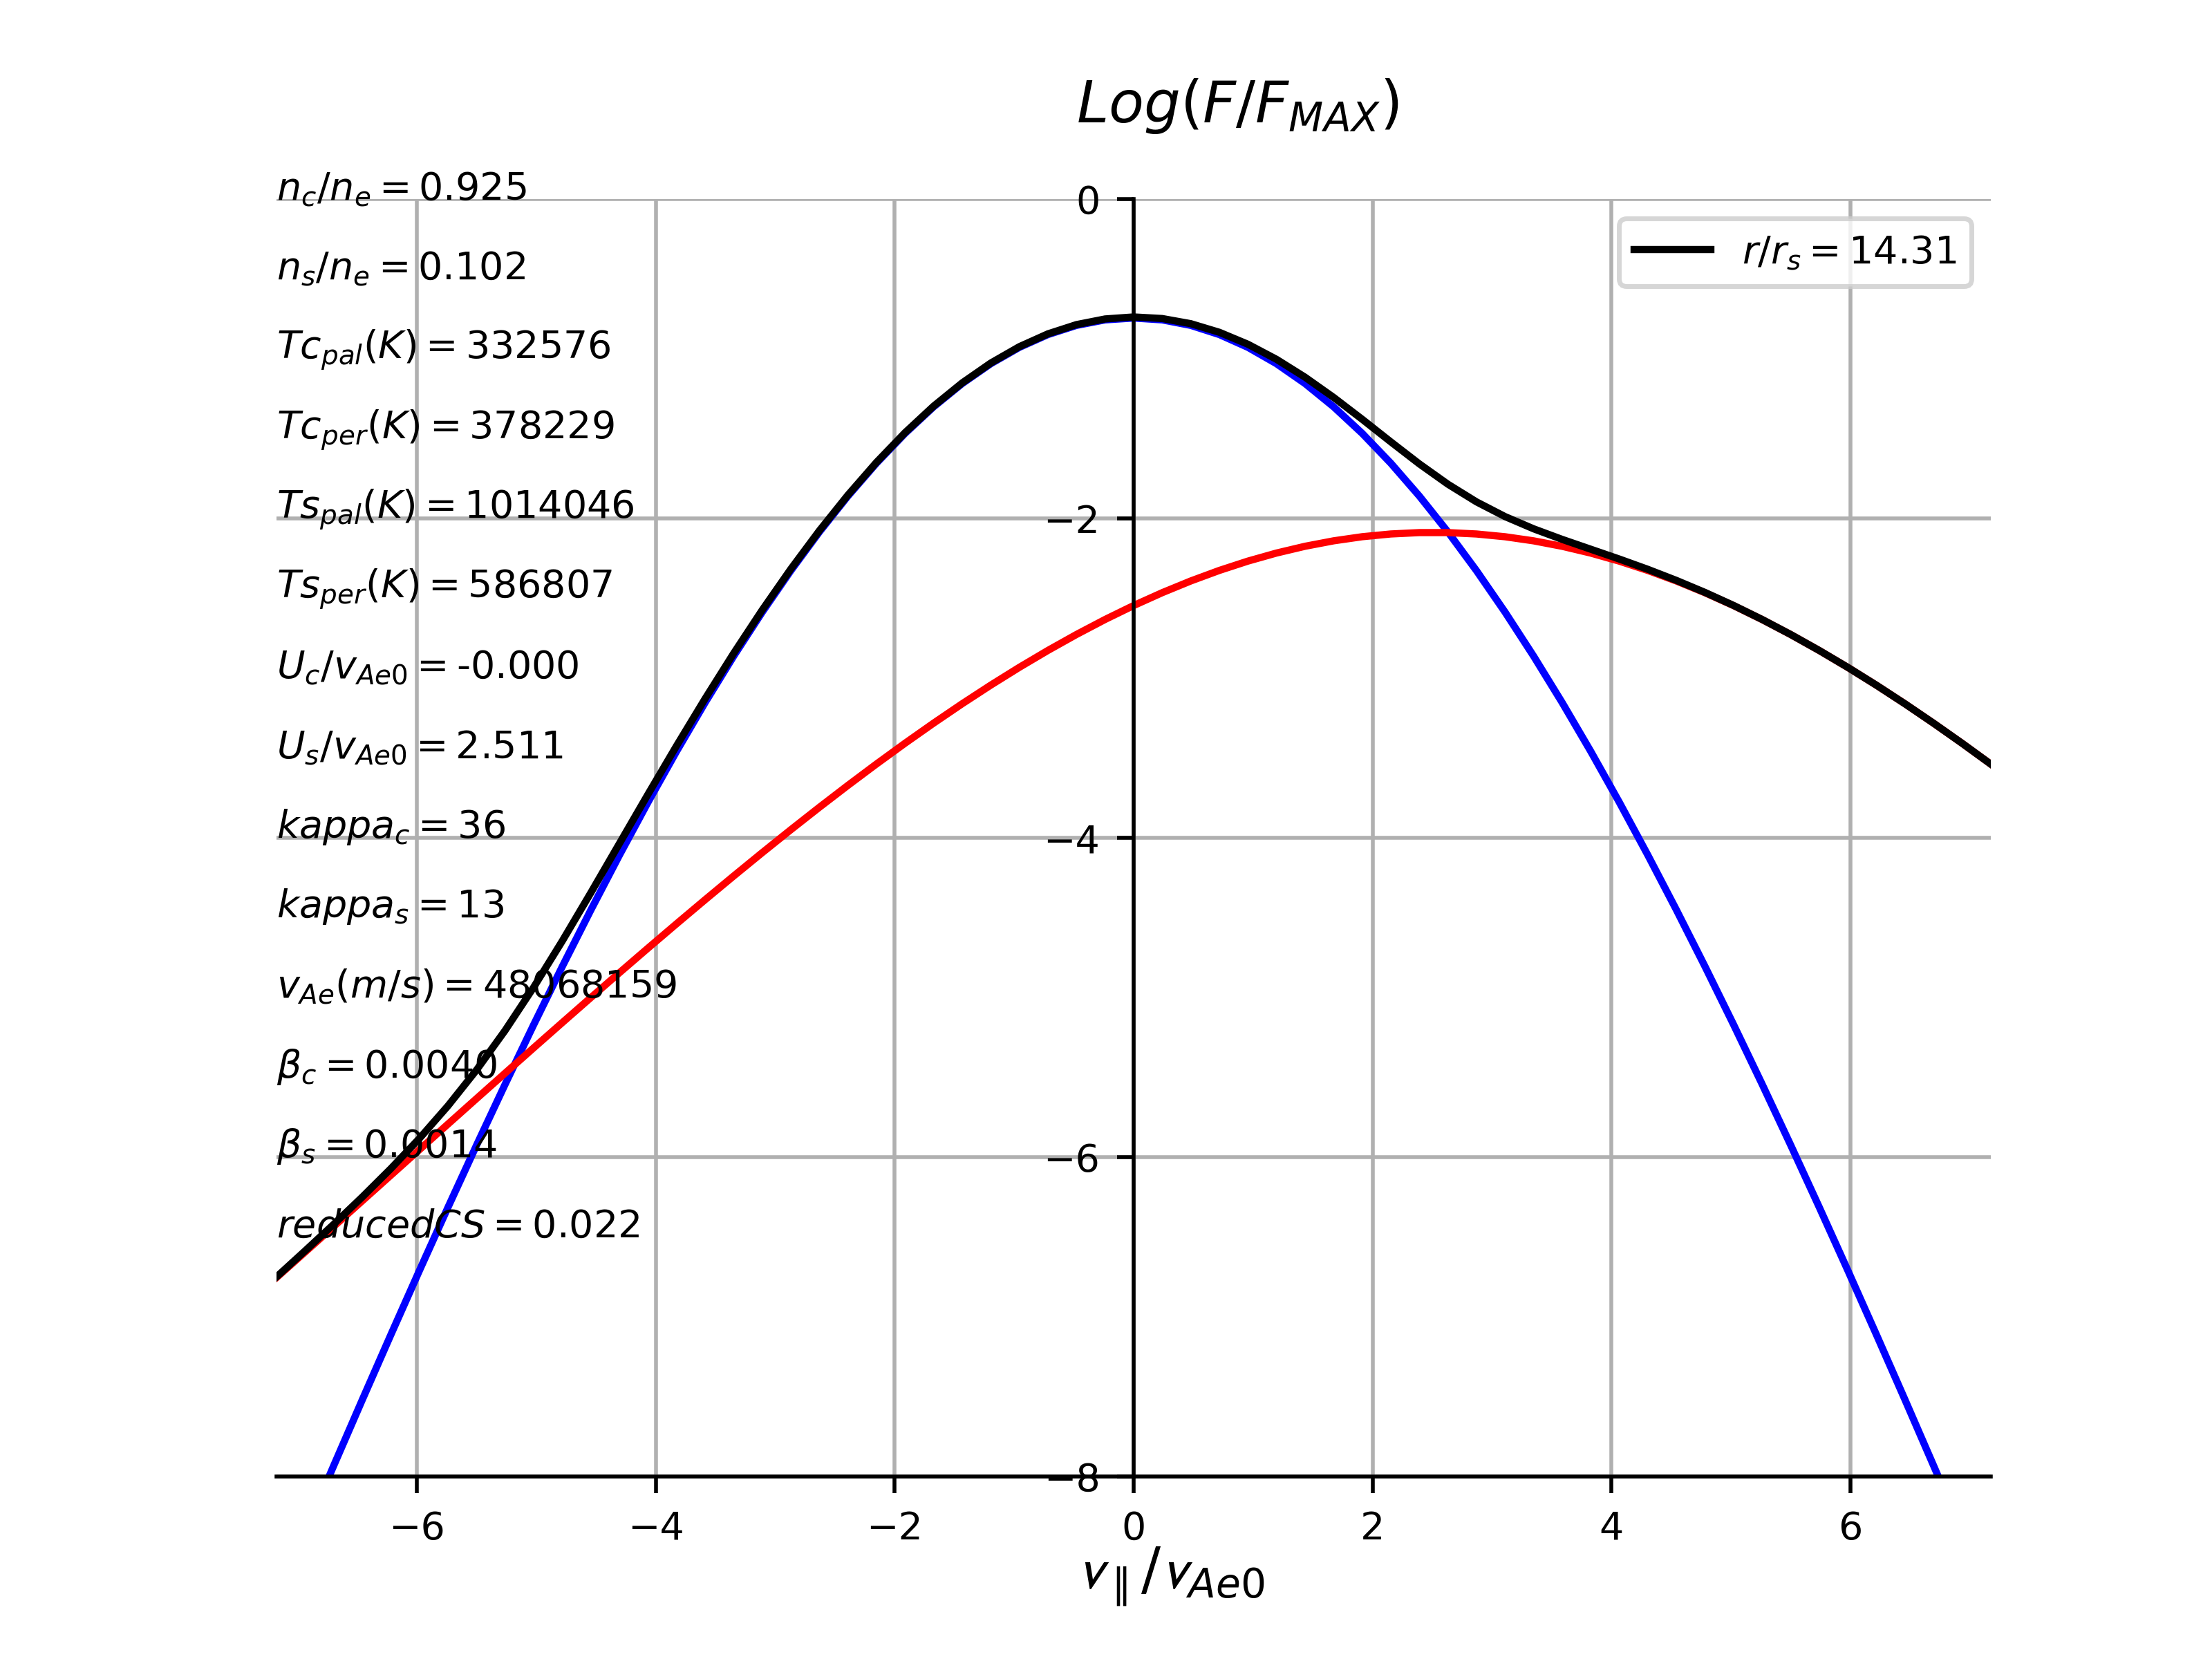 Log(F/F_MAX)
n_c/n_e = 0.925
0
r/r_s = 14.31
n_s/n_e = 0.102
Tc_pal(K) = 332576
Tc_per(K) = 378229
Ts_pal(K) = 1014046
−2
Ts_per(K) = 586807
U_c/v_Ae0 = -0.000
U_s/v_Ae0 = 2.511
kappa_c = 36
−4
kappa_s = 13
v_Ae(m/s) = 48068159
β_c = 0.0040
β_s = 0.0014
−6
reducedCS = 0.022
−8
−6 −4 −2 0 2 4 6
v_∥/v_Ae0